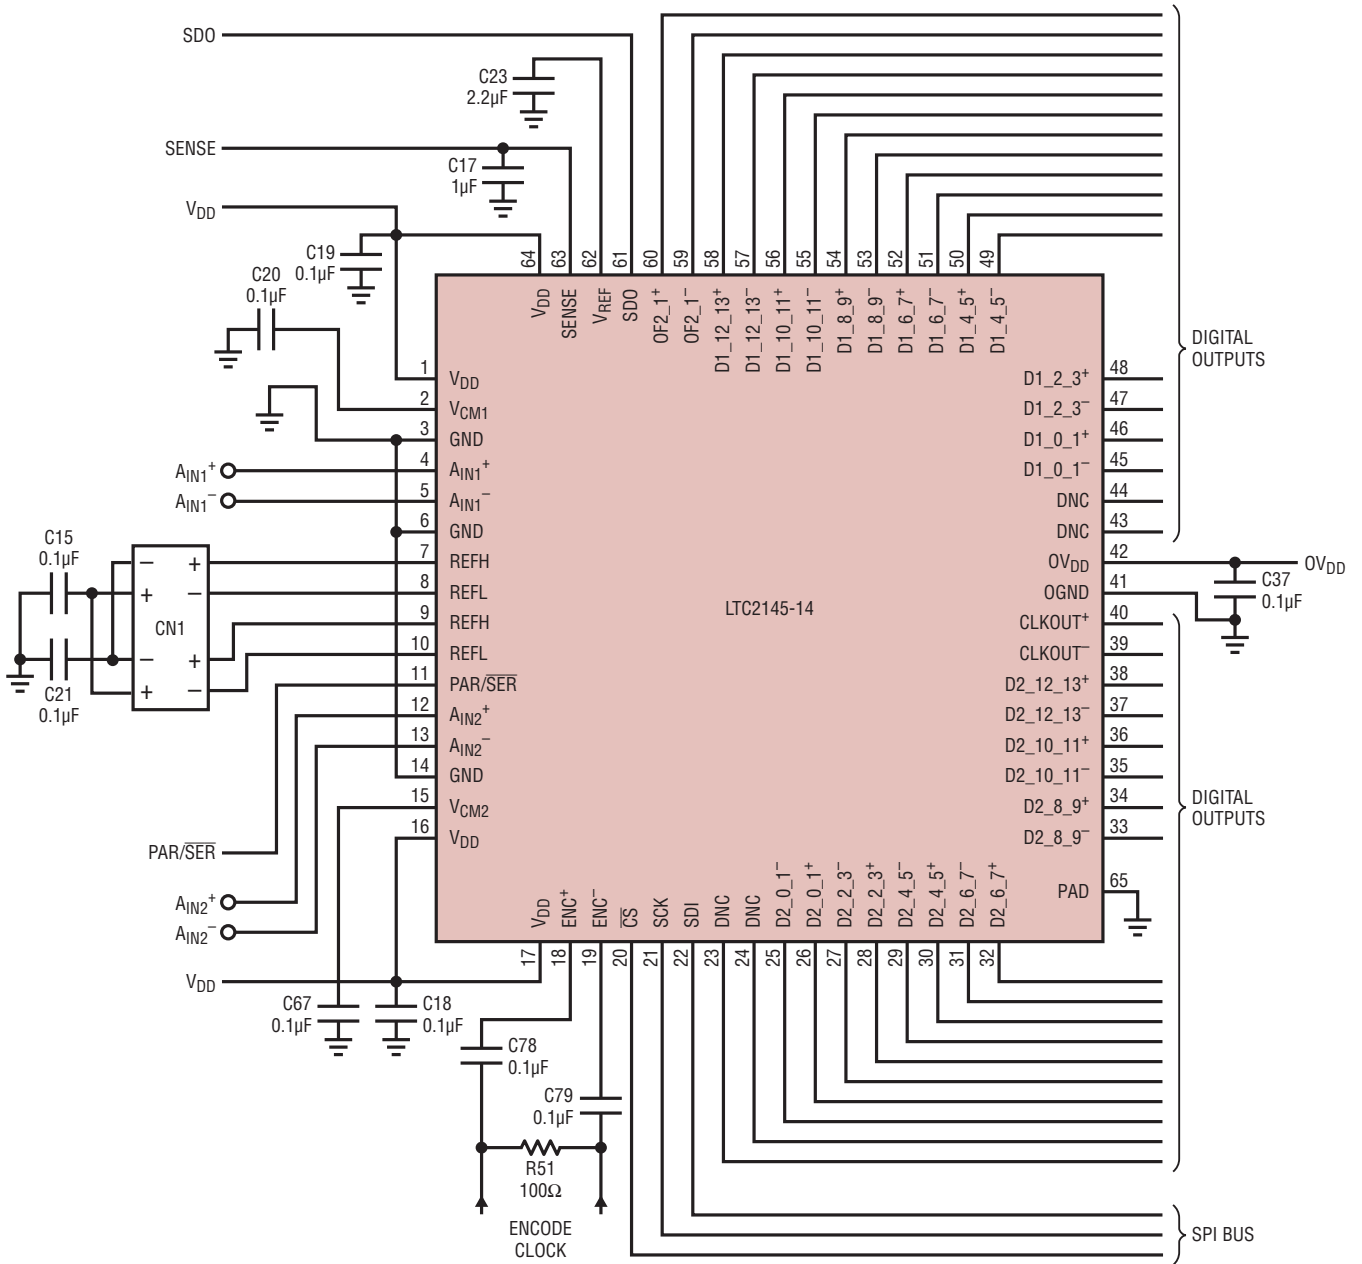 SDO
C23
2.2µF
SENSE
C17
1µF
VDD
C19
0.1µF
C20
0.1µF
64
63
62
61
60
59
58
57
56
55
54
53
52
51
50
49
VDD
SENSE
VREF
SDO
OF2_1+
OF2_1–
D1_12_13+
D1_12_13–
D1_10_11+
D1_10_11–
D1_8_9+
D1_8_9–
D1_6_7+
D1_6_7–
D1_4_5+
D1_4_5–
DIGITAL
OUTPUTS
1
VDD
2
VCM1
3
GND
4
AIN1+
5
AIN1–
6
GND
7
REFH
8
REFL
9
REFH
10
REFL
11
PAR/SER
12
AIN2+
13
AIN2–
14
GND
15
VCM2
16
VDD
AIN1+
AIN1–
C15
0.1µF
–
+
+
–
CN1
–
+
+
–
C21
0.1µF
LTC2145-14
D1_2_3+
48
D1_2_3–
47
D1_0_1+
46
D1_0_1–
45
DNC
44
DNC
43
OVDD
42
OGND
41
CLKOUT+
40
CLKOUT–
39
D2_12_13+
38
D2_12_13–
37
D2_10_11+
36
D2_10_11–
35
D2_8_9+
34
D2_8_9–
33
PAD
65
OVDD
C37
0.1µF
DIGITAL
OUTPUTS
PAR/SER
AIN2+
AIN2–
VDD
VDD
ENC+
ENC–
CS
SCK
SDI
DNC
DNC
D2_0_1–
D2_0_1+
D2_2_3–
D2_2_3+
D2_4_5–
D2_4_5+
D2_6_7–
D2_6_7+
17
18
19
20
21
22
23
24
25
26
27
28
29
30
31
32
C67
0.1µF
C18
0.1µF
C78
0.1µF
C79
0.1µF
R51
100Ω
ENCODE
CLOCK
SPI BUS